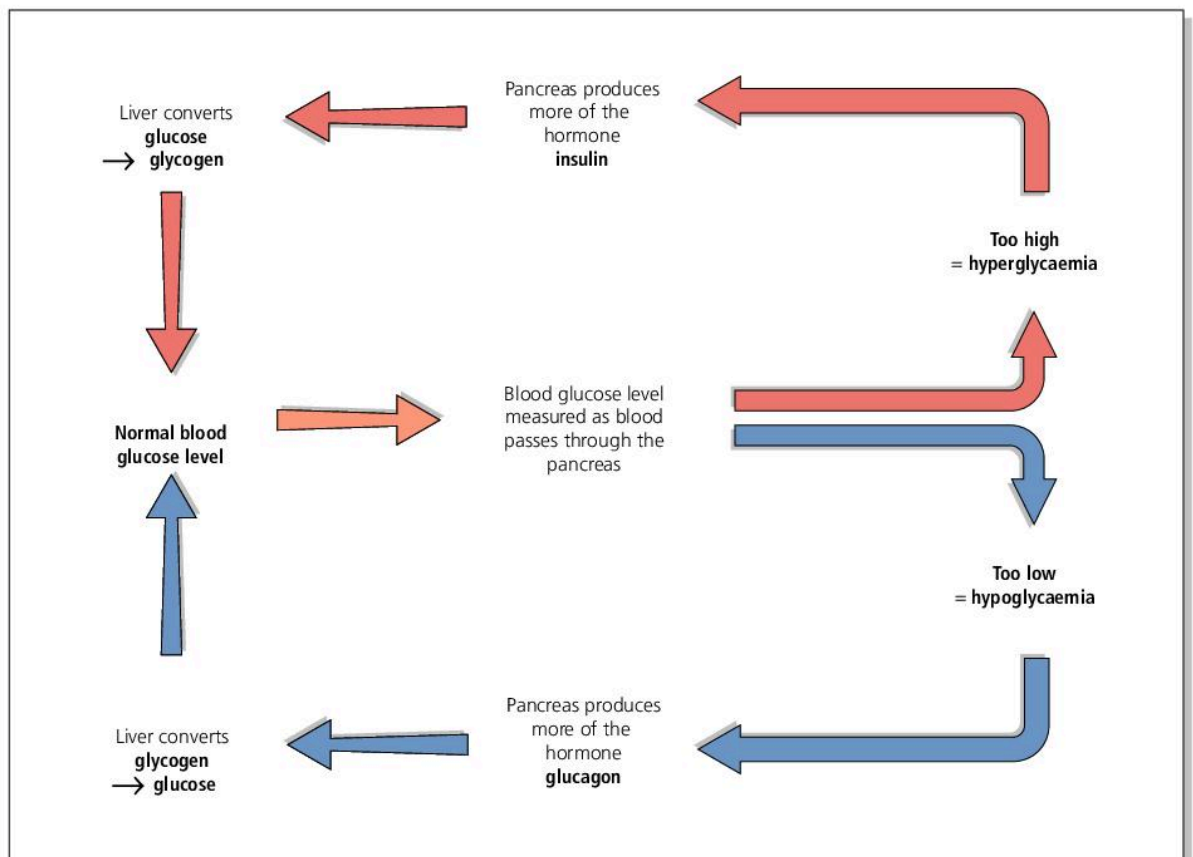 Liver converts
glucose
→ glycogen
Pancreas produces
more of the
hormone
insulin
Too high
= hyperglycaemia
Normal blood
glucose level
Blood glucose level
measured as blood
passes through the
pancreas
Too low
= hypoglycaemia
Liver converts
glycogen
→ glucose
Pancreas produces
more of the
hormone
glucagon